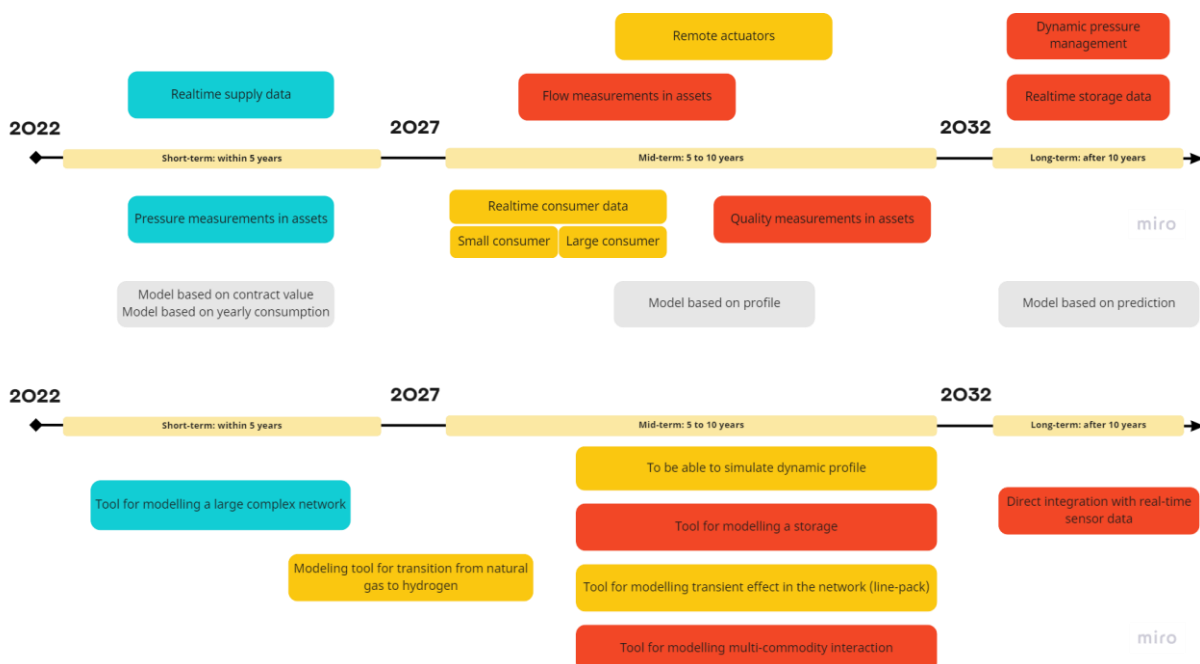 Remote actuators
Dynamic pressure
management
Realtime supply data
Flow measurements in assets
Realtime storage data
2022
2027
2032
Short-term: within 5 years
Mid-term: 5 to 10 years
Long-term: after 10 years
Pressure measurements in assets
Realtime consumer data
Small consumer
Large consumer
Quality measurements in assets
miro
Model based on contract value
Model based on yearly consumption
Model based on profile
Model based on prediction
2022
2027
2032
Short-term: within 5 years
Mid-term: 5 to 10 years
Long-term: after 10 years
To be able to simulate dynamic profile
Tool for modelling a large complex network
Tool for modelling a storage
Direct integration with real-time
sensor data
Modeling tool for transition from natural
gas to hydrogen
Tool for modelling transient effect in the network (line-pack)
Tool for modelling multi-commodity interaction
miro